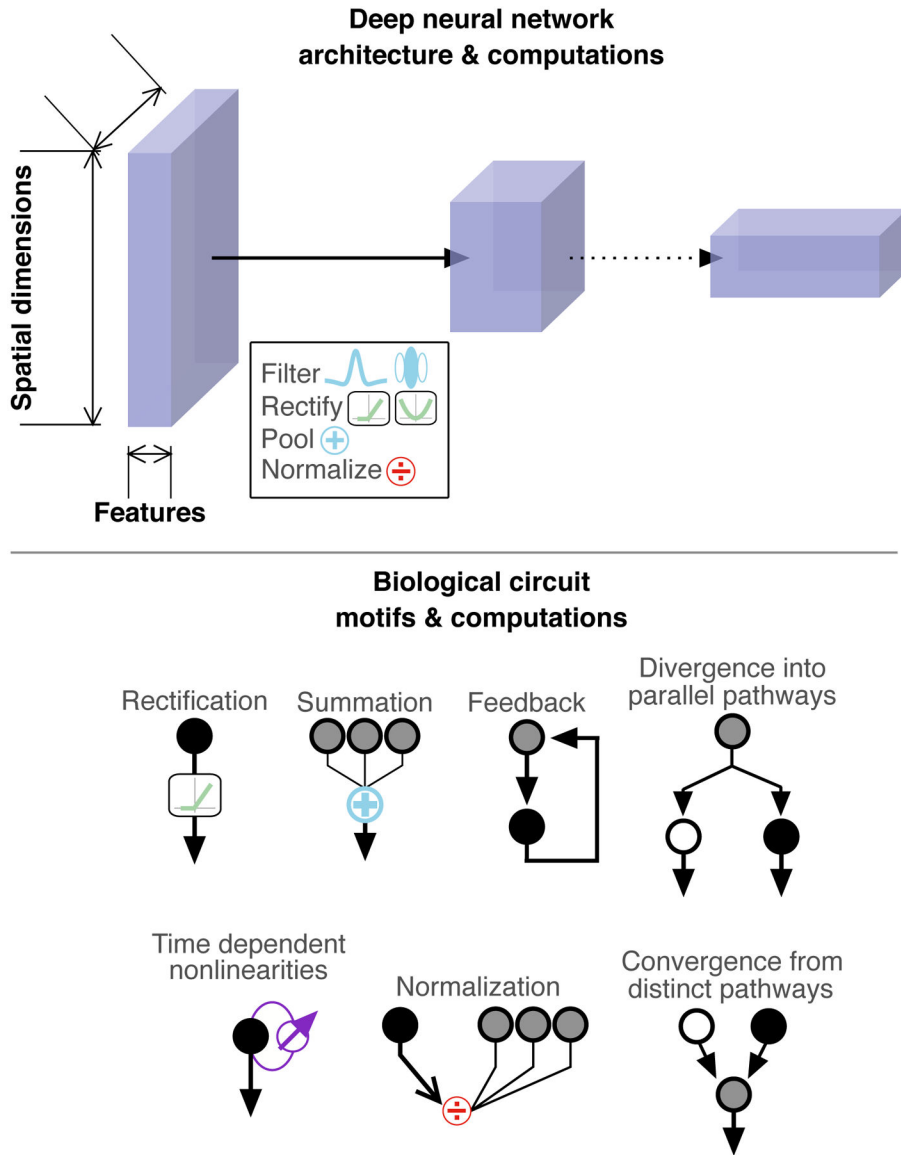 Deep neural network
architecture & computations
Spatial dimensions
Filter
Rectify
Pool
Normalize
Features
Biological circuit
motifs & computations
Rectification
Summation
Feedback
Divergence into
parallel pathways
Time dependent
nonlinearities
Normalization
Convergence from
distinct pathways